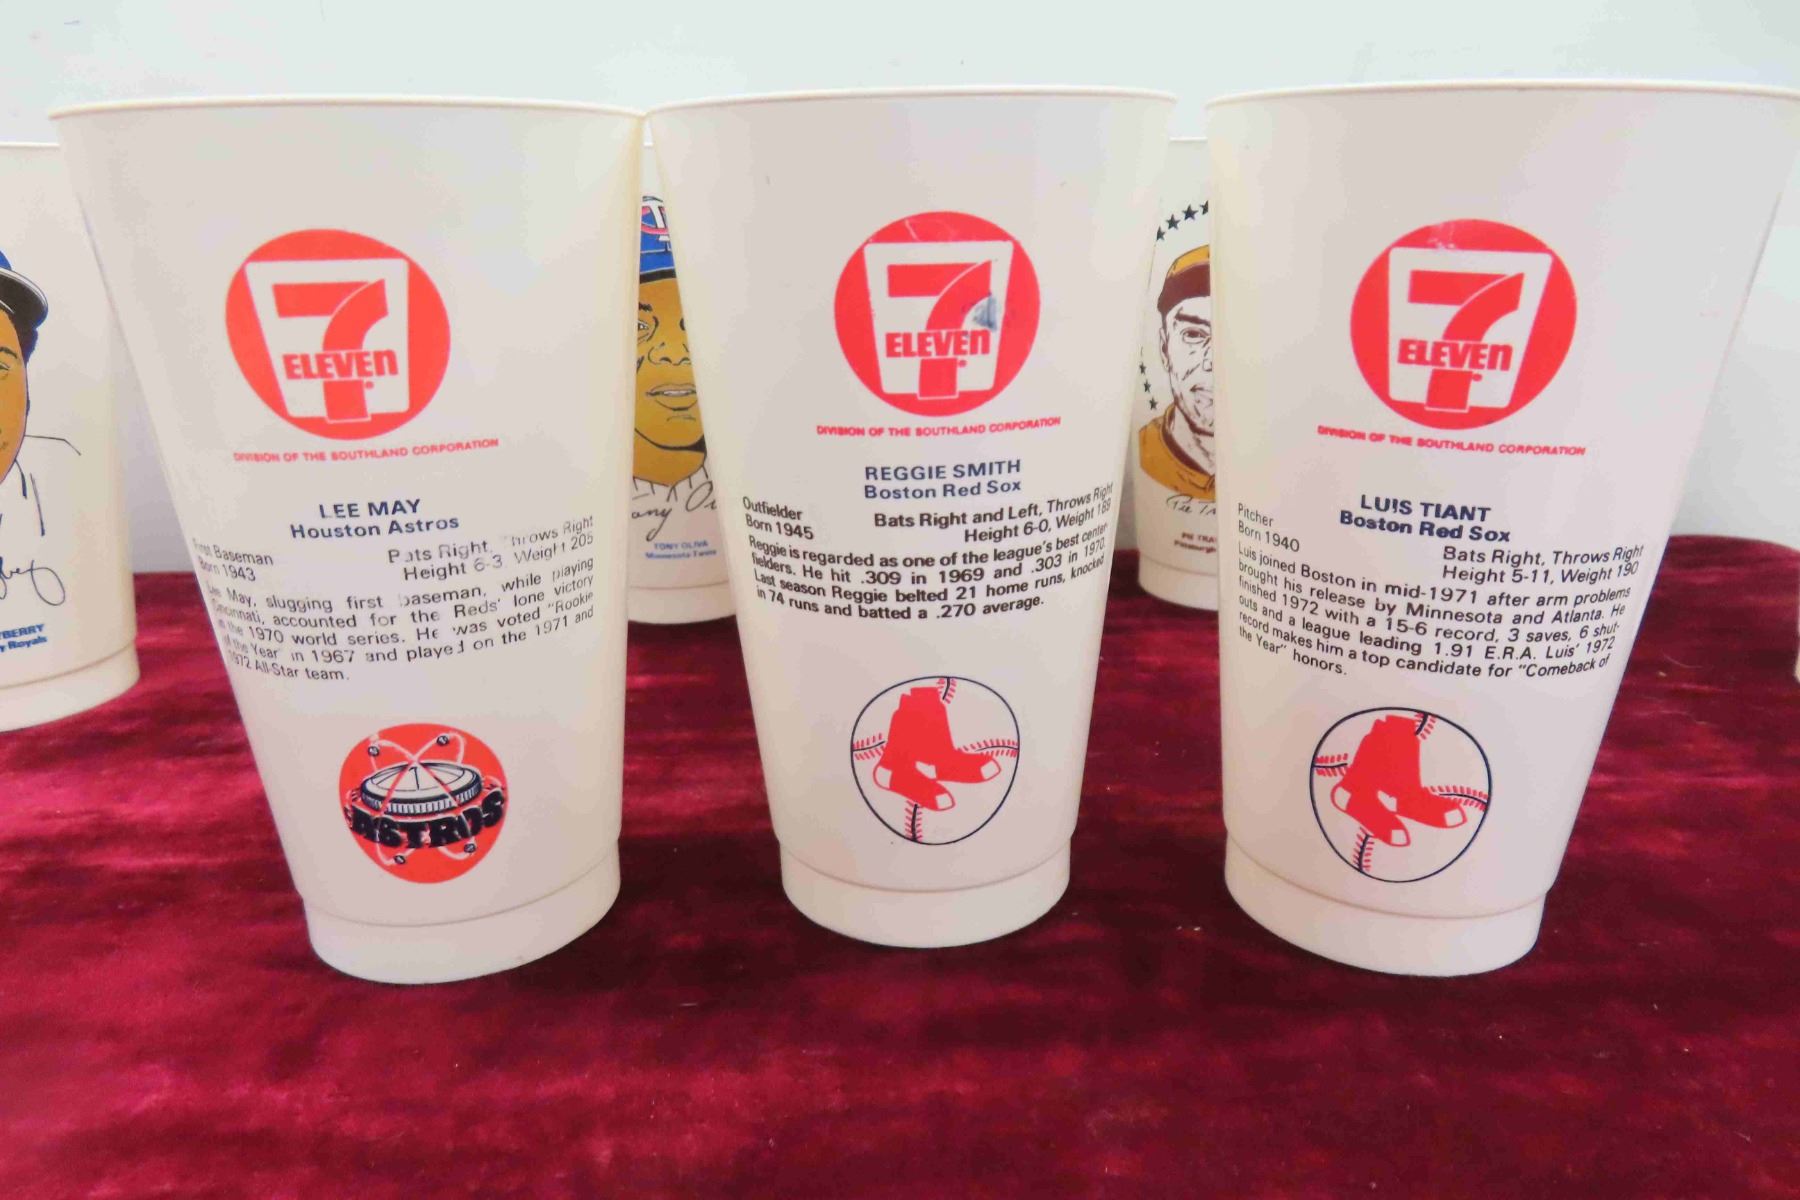 7
ELEVEn
DIVISION OF THE SOUTHLAND CORPORATION
LEE MAY
Houston Astros
First Baseman
Born 1943
Bats Right, Throws Right
Height 6-3, Weight 205
Lee May, slugging first baseman, while playing
Cincinnati, accounted for the Reds' lone victory
in the 1970 world series. He was voted "Rookie
of the Year" in 1967 and played on the 1971 and
1972 All-Star team.
ASTROS
7
ELEVEn
DIVISION OF THE SOUTHLAND CORPORATION
REGGIE SMITH
Boston Red Sox
Outfielder
Born 1945
Bats Right and Left, Throws Right
Height 6-0, Weight 189
Reggie is regarded as one of the league's best center-
fielders. He hit .309 in 1969 and .303 in 1970.
Last season Reggie belted 21 home runs, knocked
in 74 runs and batted a .270 average.
7
ELEVEn
DIVISION OF THE SOUTHLAND CORPORATION
LUIS TIANT
Boston Red Sox
Pitcher
Born 1940
Bats Right, Throws Right
Height 5-11, Weight 190
Luis joined Boston in mid-1971 after arm problems
brought his release by Minnesota and Atlanta. He
finished 1972 with a 15-6 record, 3 saves, 6 shut-
outs and a league leading 1.91 E.R.A. Luis' 1972
record makes him a top candidate for "Comeback of
the Year" honors.
BERRY
Royals
TONY OLIVA
Minnesota Twins
PIE TRA
Pittsburgh